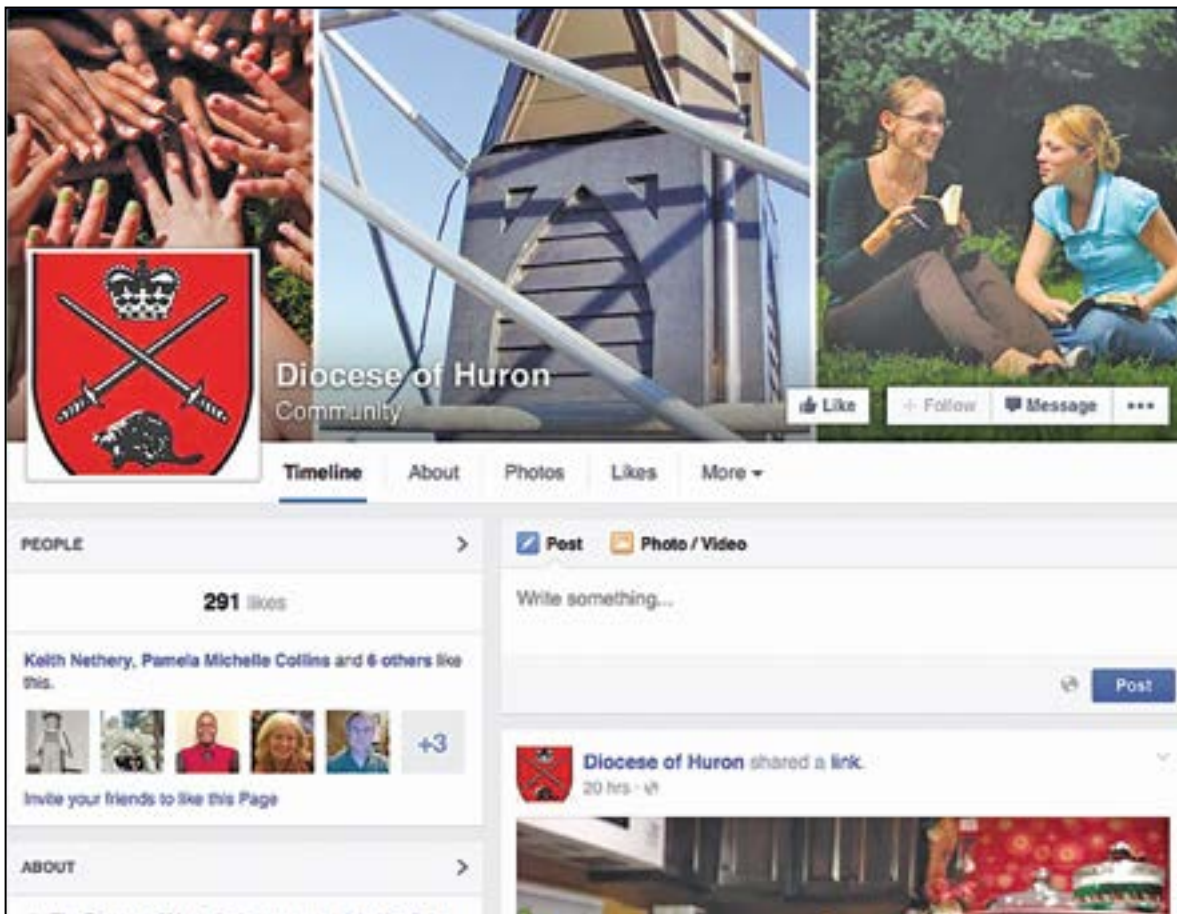 Diocese of Huron
Community
Like
+ Follow
Message
Timeline
About
Photos
Likes
More
PEOPLE
291 likes
Keith Nethery, Pamela Michelle Collins and 6 others like
this.
+3
Invite your friends to like this Page
ABOUT
Post
Photo / Video
Write something...
Post
Diocese of Huron shared a link.
20 hrs